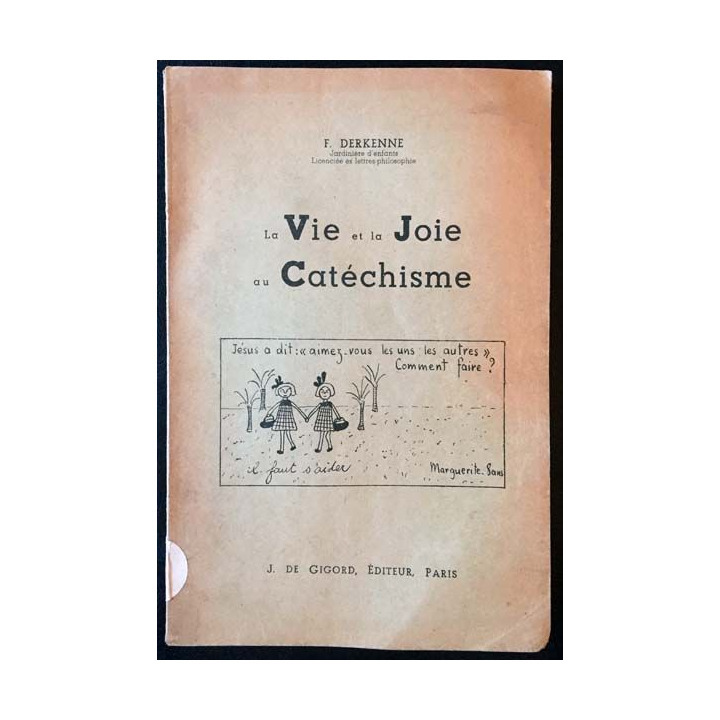 F. DERKENNE
Jardinière d'enfants
Licenciée ès lettres-philosophie
La Vie et la Joie
au Catéchisme
Jésus a dit : « aimez-vous les uns les autres »
Comment faire ?
il faut s'aider
Marguerite.
J. DE GIGORD, ÉDITEUR, PARIS